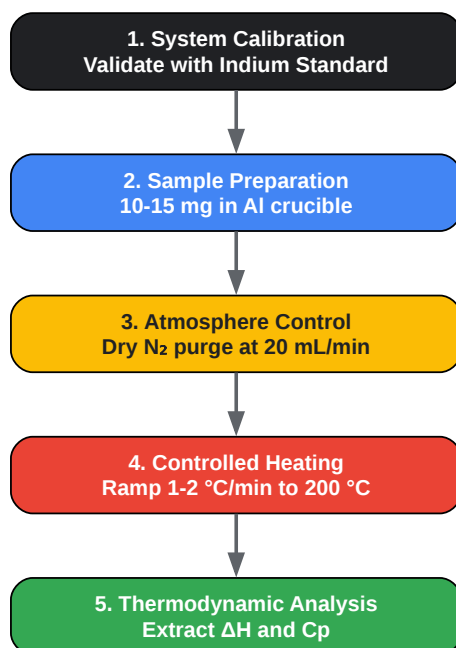 1. System Calibration
Validate with Indium Standard
2. Sample Preparation
10-15 mg in Al crucible
3. Atmosphere Control
Dry N₂ purge at 20 mL/min
4. Controlled Heating
Ramp 1-2 °C/min to 200 °C
5. Thermodynamic Analysis
Extract ΔH and Cp